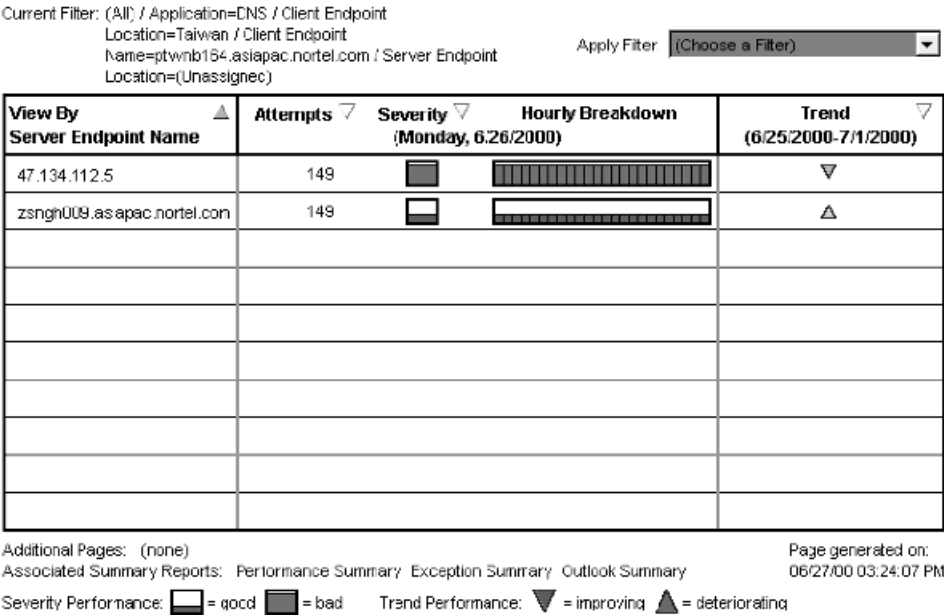 Current Filter: (All) / Application=DNS / Client Endpoint
Location=Taiwan / Client Endpoint
Name=ptwnb164.asiapac.nortel.com / Server Endpoint
Location=(Unassigned)
Apply Filter (Choose a Filter)
View By
Server Endpoint Name
Attempts Severity Hourly Breakdown
(Monday, 6.26/2000)
Trend
(6/25/2000-7/1/2000)
47.134.112.5 149
zsngh009.asiapac.nortel.con 149
Additional Pages: (none)
Associated Summary Reports: Performance Summary Exception Summary Outlook Summary
Page generated on:
06/27/00 03:24:07 PM
Severity Performance: = good = bad Trend Performance: = improving = deteriorating